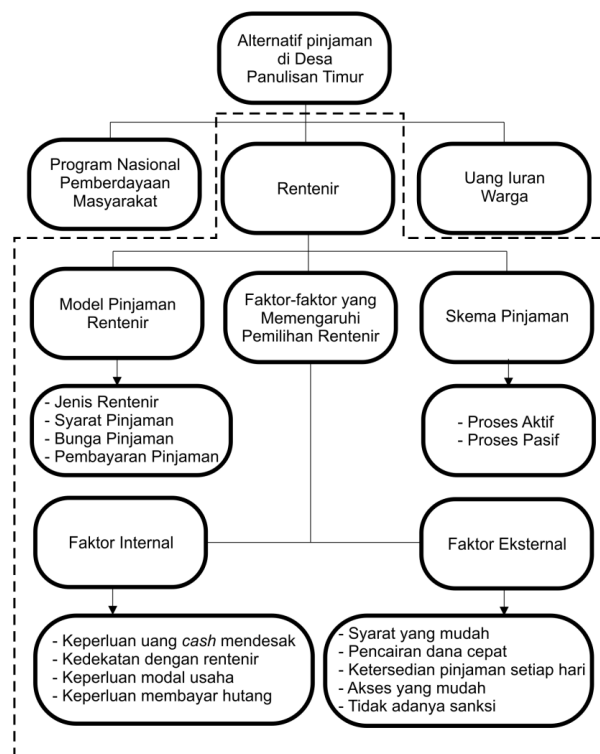 Alternatif pinjaman
di Desa
Panulisan Timur
Program Nasional
Pemberdayaan
Masyarakat
Rentenir
Uang Iuran
Warga
Model Pinjaman
Rentenir
Faktor-faktor yang
Memengaruhi
Pemilihan Rentenir
Skema Pinjaman
- Jenis Rentenir
- Syarat Pinjaman
- Bunga Pinjaman
- Pembayaran Pinjaman
- Proses Aktif
- Proses Pasif
Faktor Internal
Faktor Eksternal
- Keperluan uang cash mendesak
- Kedekatan dengan rentenir
- Keperluan modal usaha
- Keperluan membayar hutang
- Syarat yang mudah
- Pencairan dana cepat
- Ketersedian pinjaman setiap hari
- Akses yang mudah
- Tidak adanya sanksi